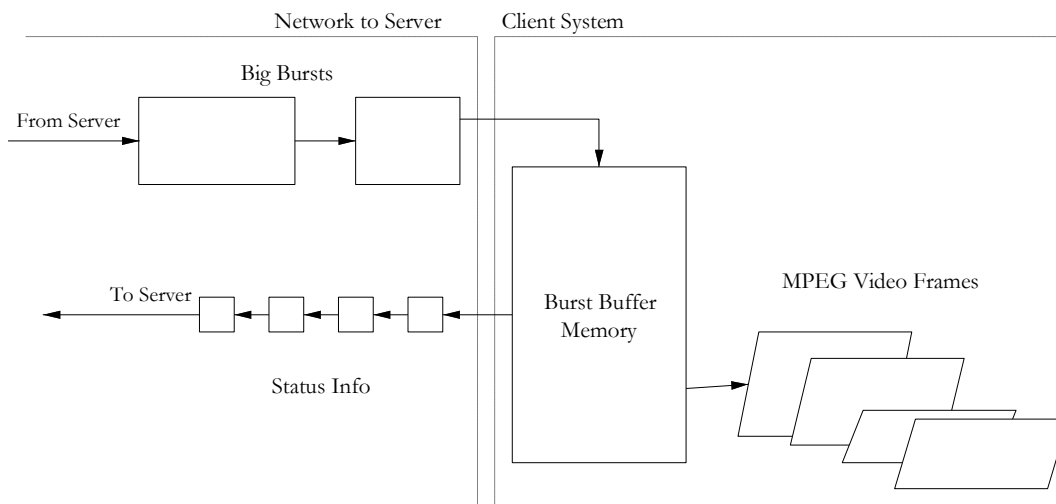 Network to Server
Client System
Big Bursts
From Server
To Server
Status Info
Burst Buffer
Memory
MPEG Video Frames